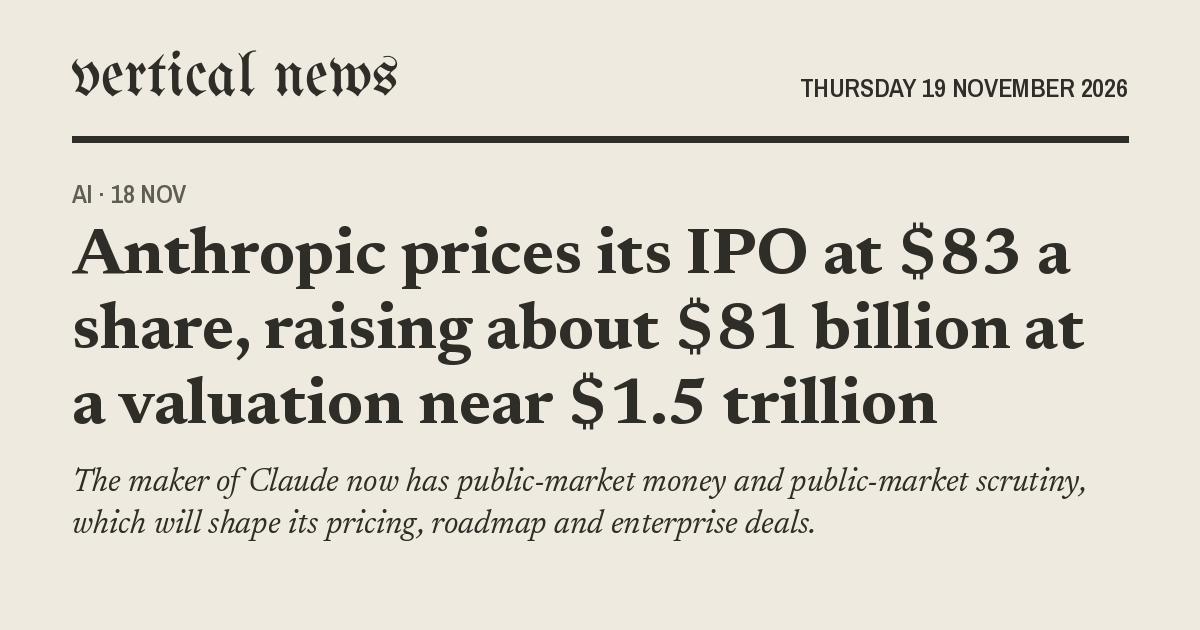 vertical news
THURSDAY 19 NOVEMBER 2026
AI · 18 NOV
Anthropic prices its IPO at $83 a
share, raising about $81 billion at
a valuation near $1.5 trillion
The maker of Claude now has public-market money and public-market scrutiny,
which will shape its pricing, roadmap and enterprise deals.